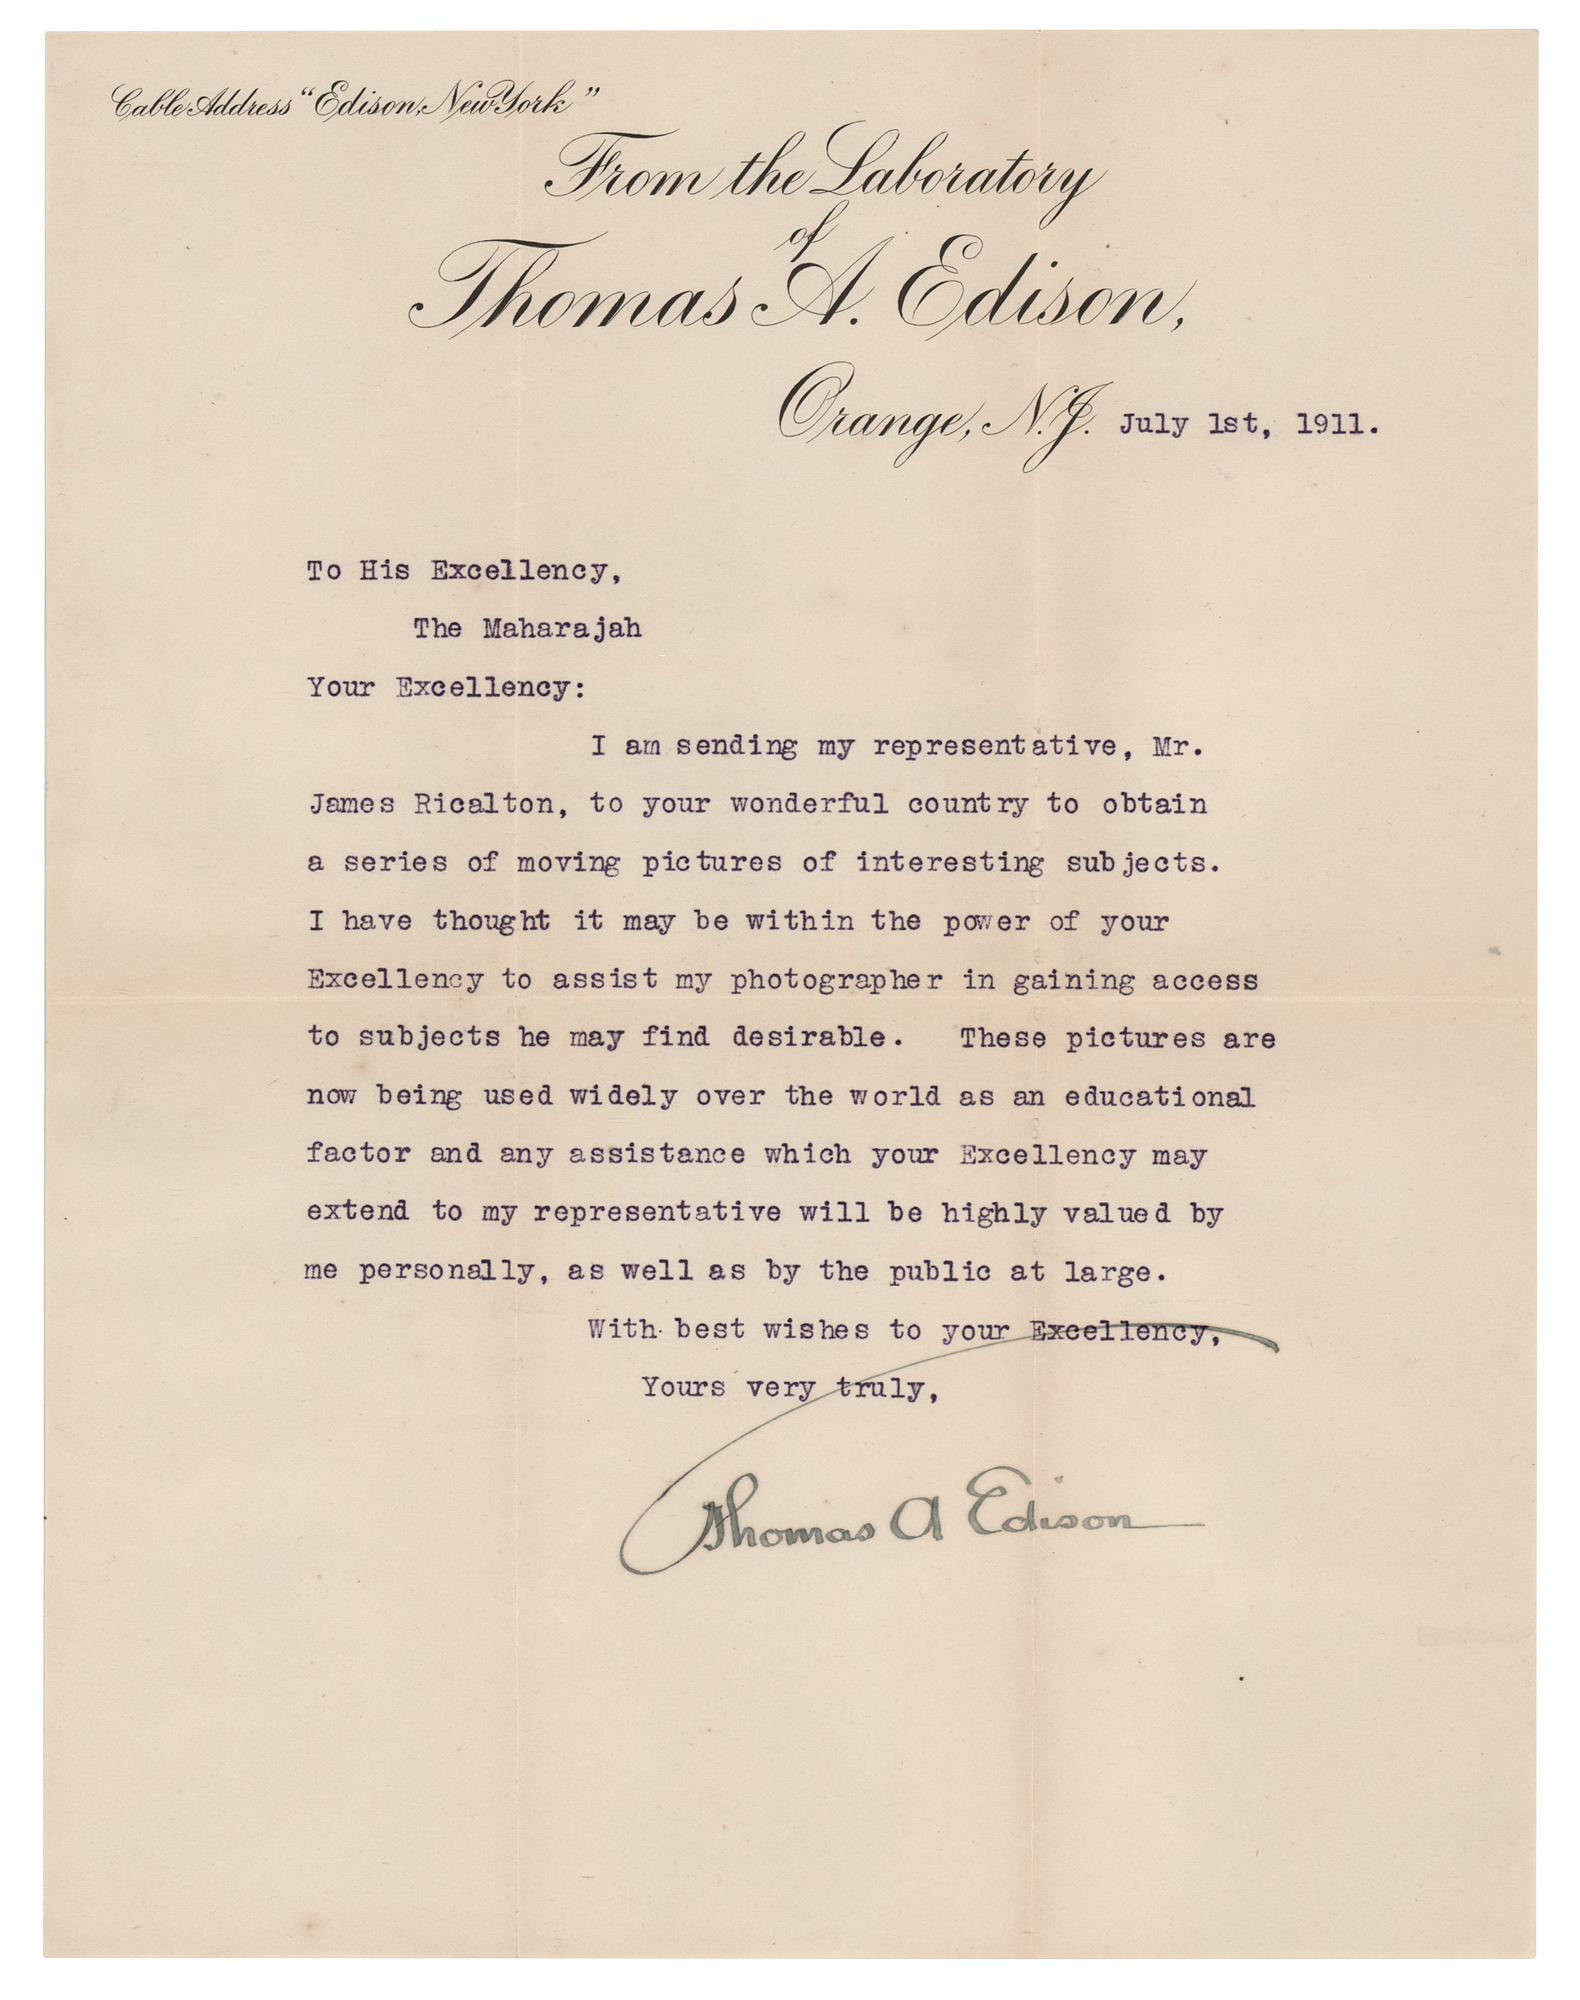 Cable Address "Edison, New York"
From the Laboratory
of
Thomas A. Edison,
Orange, N.J. July 1st, 1911.
To His Excellency,
The Maharajah
Your Excellency:
I am sending my representative, Mr.
James Ricalton, to your wonderful country to obtain
a series of moving pictures of interesting subjects.
I have thought it may be within the power of your
Excellency to assist my photographer in gaining access
to subjects he may find desirable. These pictures are
now being used widely over the world as an educational
factor and any assistance which your Excellency may
extend to my representative will be highly valued by
me personally, as well as by the public at large.
With best wishes to your Excellency,
Yours very truly,
Thomas A Edison